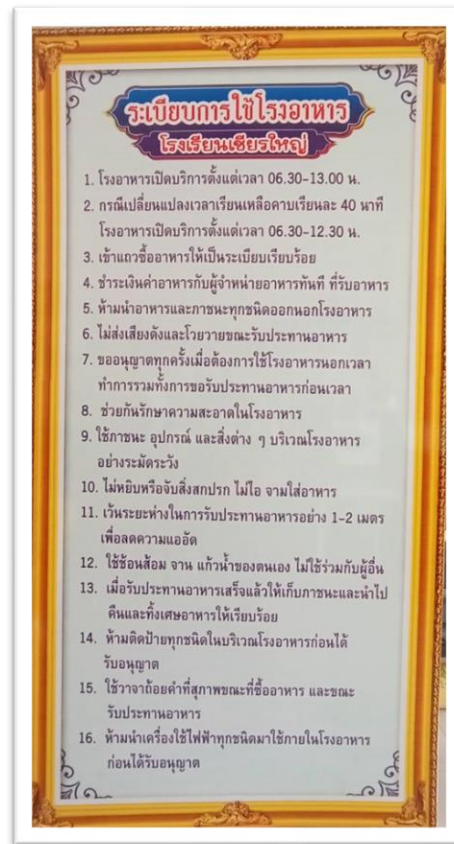 ระเบียบการใช้โรงอาหาร
โรงเรียนเชียรใหญ่
1. โรงอาหารเปิดบริการตั้งแต่เวลา 06.30-13.00 น.
2. กรณีเปลี่ยนแปลงเวลาเรียนเหลือคาบเรียนละ 40 นาที
โรงอาหารเปิดบริการตั้งแต่เวลา 06.30-12.30 น.
3. เข้าแถวซื้ออาหารให้เป็นระเบียบเรียบร้อย
4. ชำระเงินค่าอาหารกับผู้จำหน่ายอาหารทันที ที่รับอาหาร
5. ห้ามนำอาหารและภาชนะทุกชนิดออกนอกโรงอาหาร
6. ไม่ส่งเสียงดังและโวยวายขณะรับประทานอาหาร
7. ขออนุญาตทุกครั้งเมื่อต้องการใช้โรงอาหารนอกเวลา
ทำการรวมทั้งการขอรับประทานอาหารก่อนเวลา
8. ช่วยกันรักษาความสะอาดในโรงอาหาร
9. ใช้ภาชนะ อุปกรณ์ และสิ่งต่าง ๆ บริเวณโรงอาหาร
อย่างระมัดระวัง
10. ไม่หยิบหรือจับสิ่งสกปรก ไม่ไอ จามใส่อาหาร
11. เว้นระยะห่างในการรับประทานอาหารอย่าง 1-2 เมตร
เพื่อลดความแออัด
12. ใช้ช้อนส้อม จาน แก้วน้ำของตนเอง ไม่ใช้ร่วมกับผู้อื่น
13. เมื่อรับประทานอาหารเสร็จแล้วให้เก็บภาชนะและนำไป
คืนและทิ้งเศษอาหารให้เรียบร้อย
14. ห้ามติดป้ายทุกชนิดในบริเวณโรงอาหารก่อนได้
รับอนุญาต
15. ใช้วาจาถ้อยคำที่สุภาพขณะที่ซื้ออาหาร และขณะ
รับประทานอาหาร
16. ห้ามนำเครื่องใช้ไฟฟ้าทุกชนิดมาใช้ภายในโรงอาหาร
ก่อนได้รับอนุญาต